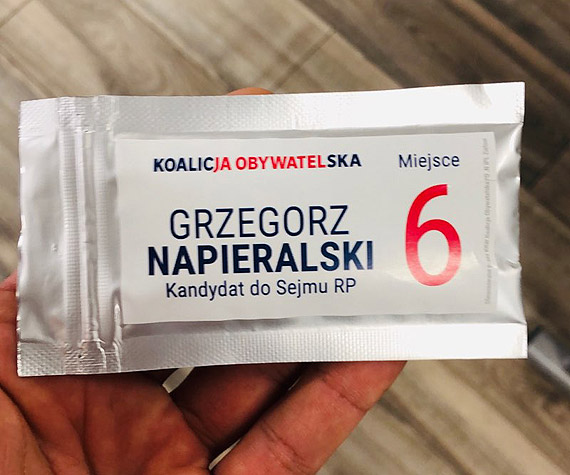 KOALICJA OBYWATELSKA
Miejsce
GRZEGORZ
NAPIERALSKI
Kandydat do Sejmu RP
6